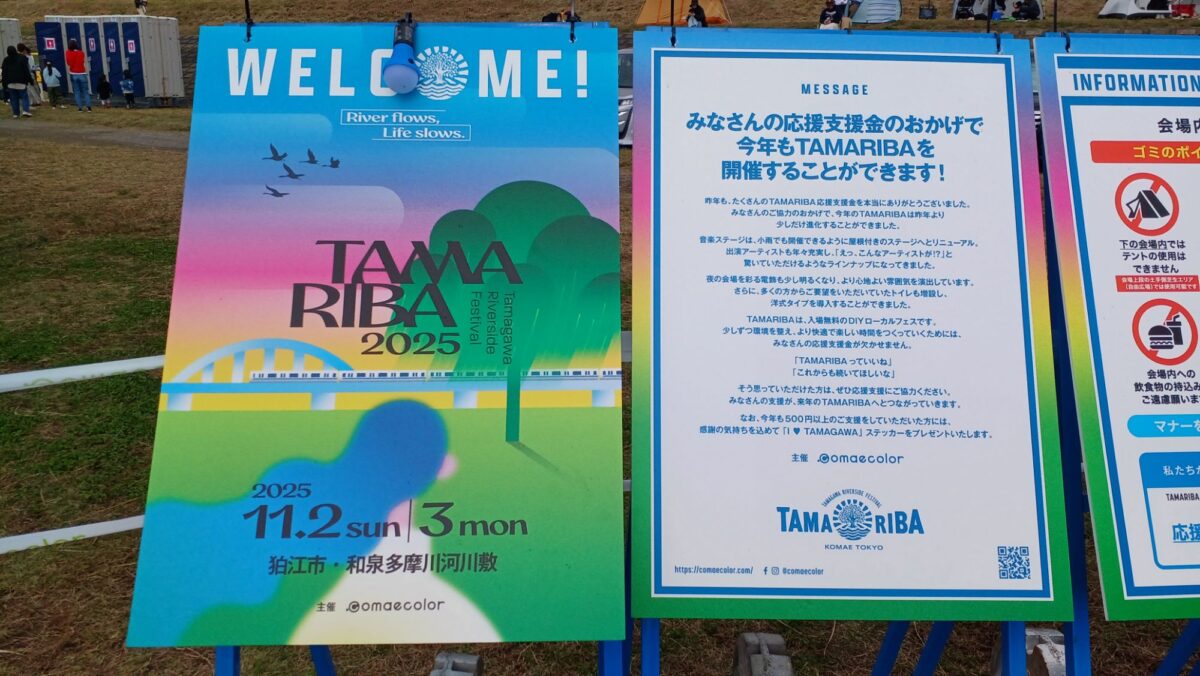 WELCOME!
River flows,
Life slows.
TAMA
RIBA
2025
Tamagawa
Riverside
Festival
2025
11.2 sun | 3 mon
狛江市・和泉多摩川河川敷
主催 comaecolor
MESSAGE
みなさんの応援支援金のおかげで
今年もTAMARIBAを
開催することができます！
昨年も、たくさんのTAMARIBA応援支援金を本当にありがとうございました。
みなさんのご協力のおかげで、今年のTAMARIBAは昨年より
少しだけ進化することができました。
音楽ステージは、小雨でも開催できるように屋根付きのステージへとリニューアル。
出演アーティストも年々充実し、「えっ、こんなアーティストが!?」と
驚いていただけるようなラインナップになってきました。
夜の会場を彩る電飾も少し明るくなり、より心地よい雰囲気を演出しています。
さらに、多くの方からご要望をいただいていたトイレも増設し、
洋式タイプを導入することができました。
TAMARIBAは、入場無料のDIYローカルフェスです。
少しずつ環境を整え、より快適で楽しい時間をつくっていくためには、
みなさんの応援支援金が欠かせません。
「TAMARIBAっていいね」
「これからも続いてほしいな」
そう思っていただけた方は、ぜひ応援支援にご協力ください。
みなさんの支援が、来年のTAMARIBAへとつながっていきます。
なお、今年も500円以上のご支援をしていただいた方には、
感謝の気持ちを込めて「I ♥ TAMAGAWA」ステッカーをプレゼントいたします。
主催 comaecolor
TAMAGAWA RIVERSIDE FESTIVAL
TAMARIBA
KOMAE TOKYO
https://comaecolor.com/ @comaecolor
INFORMATION
会場内
ゴミのポイ
下の会場内では
テントの使用は
できません
会場上段の土手側芝生エリア
（自由広場）では使用可能です
会場内への
飲食物の持込み
ご遠慮願いま
マナーを
私たちが
TAMARIBA
応援